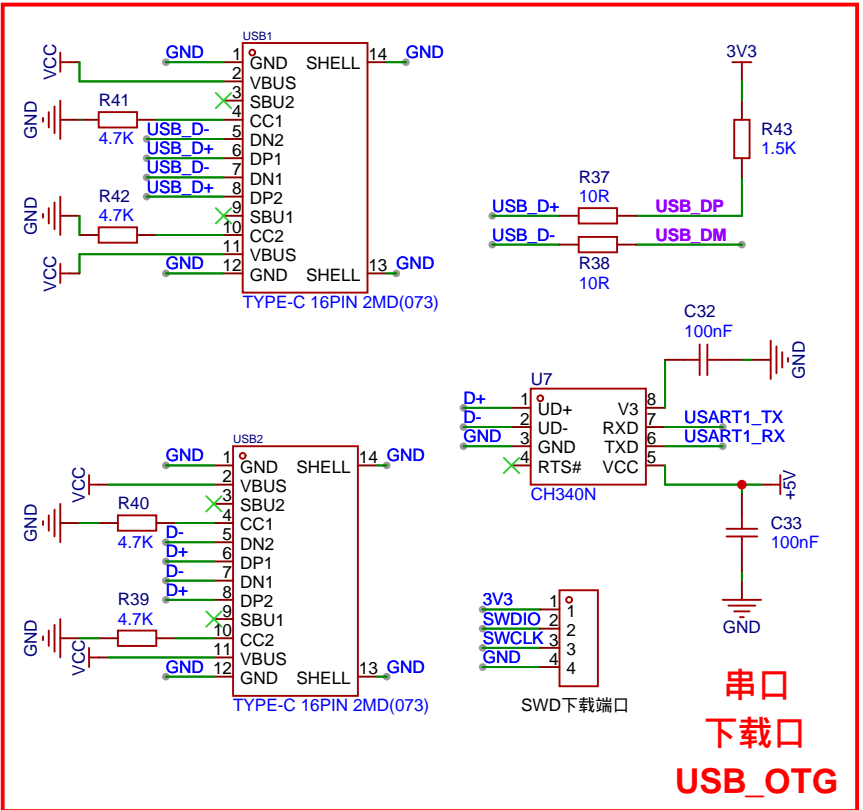 USB1
VCC
GND
1
GND
SHELL
14
GND
2
VBUS
3
SBU2
GND
R41
4.7K
4
CC1
USB_D-
5
DN2
USB_D+
6
DP1
USB_D-
7
DN1
USB_D+
8
DP2
GND
R42
4.7K
9
SBU1
10
CC2
VCC
11
VBUS
GND
12
GND
SHELL
13
GND
TYPE-C 16PIN 2MD(073)
3V3
R43
1.5K
R37
10R
USB_D+
USB_DP
USB_D-
USB_DM
R38
10R
C32
100nF
GND
U7
D+
1
UD+
V3
8
D-
2
UD-
RXD
7
USART1_TX
GND
3
GND
TXD
6
USART1_RX
4
RTS#
VCC
5
CH340N
+5V
C33
100nF
GND
USB2
GND
1
GND
SHELL
14
GND
VCC
2
VBUS
3
SBU2
GND
R40
4.7K
4
CC1
D-
5
DN2
D+
6
DP1
D-
7
DN1
D+
8
DP2
GND
R39
4.7K
9
SBU1
10
CC2
VCC
11
VBUS
GND
12
GND
SHELL
13
GND
TYPE-C 16PIN 2MD(073)
3V3
1
1
SWDIO
2
2
SWCLK
3
3
GND
4
4
SWD下载端口
串口
下载口
USB_OTG